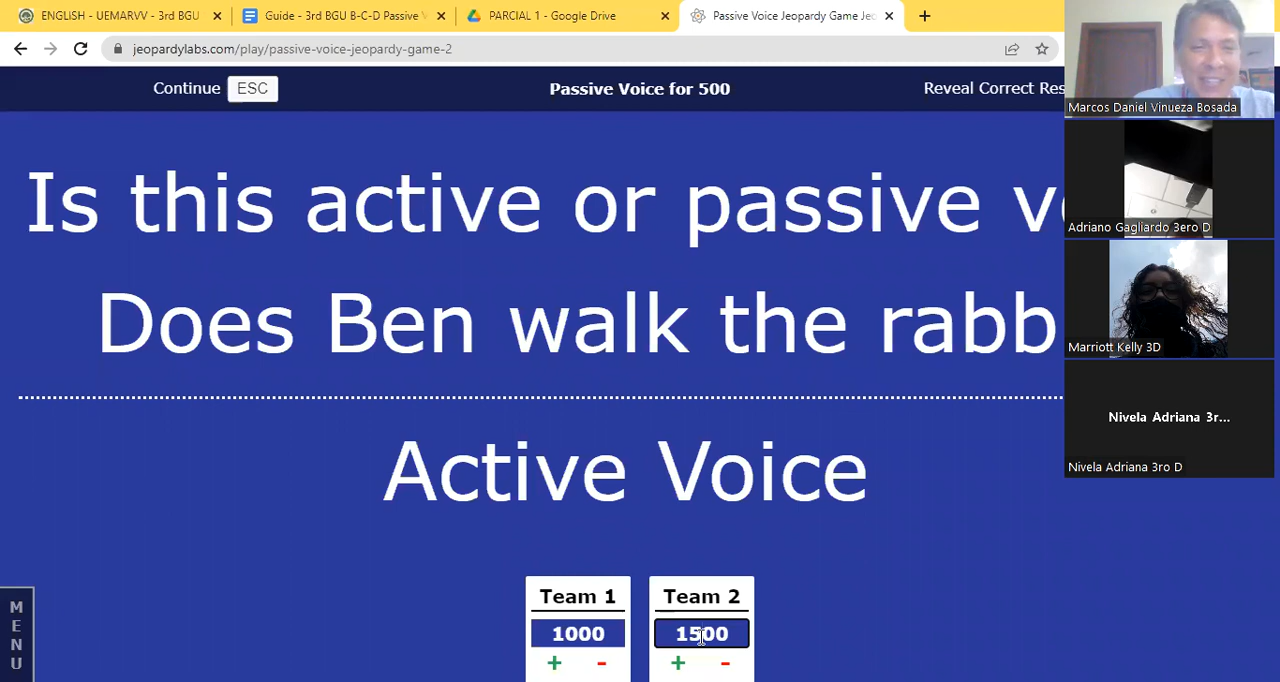 ENGLISH - UEMARVV - 3rd BGU
Guide - 3rd BGU B-C-D Passive V
PARCIAL 1 - Google Drive
Passive Voice Jeopardy Game Jeo
jeopardylabs.com/play/passive-voice-jeopardy-game-2
Continue ESC
Passive Voice for 500
Reveal Correct Res
Is this active or passive v
Does Ben walk the rabb
Active Voice
Team 1
1000
+ -
Team 2
1500
+ -
MENU
Marcos Daniel Vinueza Bosada
Adriano Gagliardo 3ero D
Marriott Kelly 3D
Nivela Adriana 3r...
Nivela Adriana 3ro D